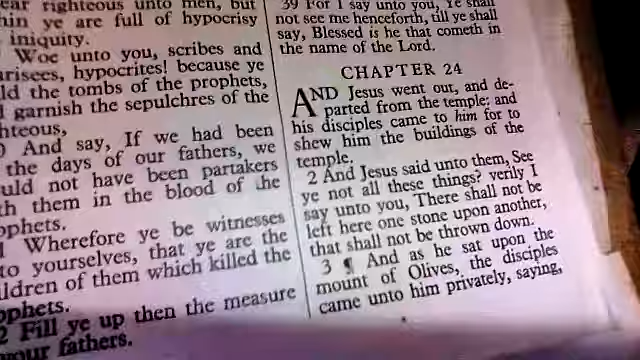 ear righteous unto men, but
hin ye are full of hypocrisy
iniquity.
Woe unto you, scribes and
arisees, hypocrites! because ye
ld the tombs of the prophets,
garnish the sepulchres of the
hteous,
And say, If we had been
the days of our fathers, we
uld not have been partakers
h them in the blood of the
ophets.
Wherefore ye be witnesses
to yourselves, that ye are the
ldren of them which killed the
ophets.
2 Fill ye up then the measure
your fathers.
39 For I say unto you, Ye shall
not see me henceforth, till ye shall
say, Blessed is he that cometh in
the name of the Lord.
CHAPTER 24
AND Jesus went out, and de-
parted from the temple: and
his disciples came to him for to
shew him the buildings of the
temple.
2 And Jesus said unto them, See
ye not all these things? verily I
say unto you, There shall not be
left here one stone upon another,
that shall not be thrown down.
3 ¶ And as he sat upon the
mount of Olives, the disciples
came unto him privately, saying,